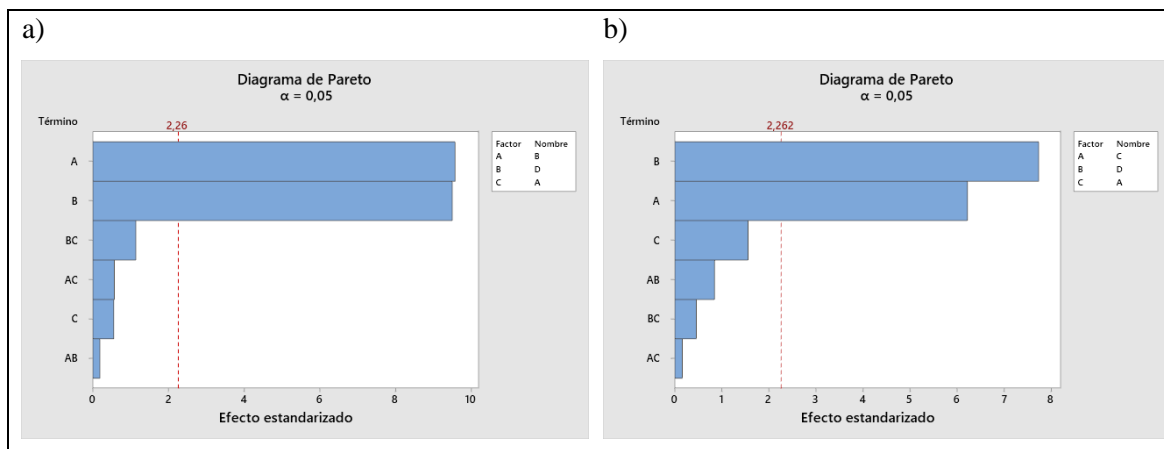 a)
Diagrama de Pareto
α = 0,05
Término
2,26
A
B
BC
AC
C
AB
0 2 4 6 8 10
Efecto estandarizado
Factor Nombre
A B
B D
C A
b)
Diagrama de Pareto
α = 0,05
Término
2,262
B
A
C
AB
BC
AC
0 1 2 3 4 5 6 7 8
Efecto estandarizado
Factor Nombre
A C
B D
C A